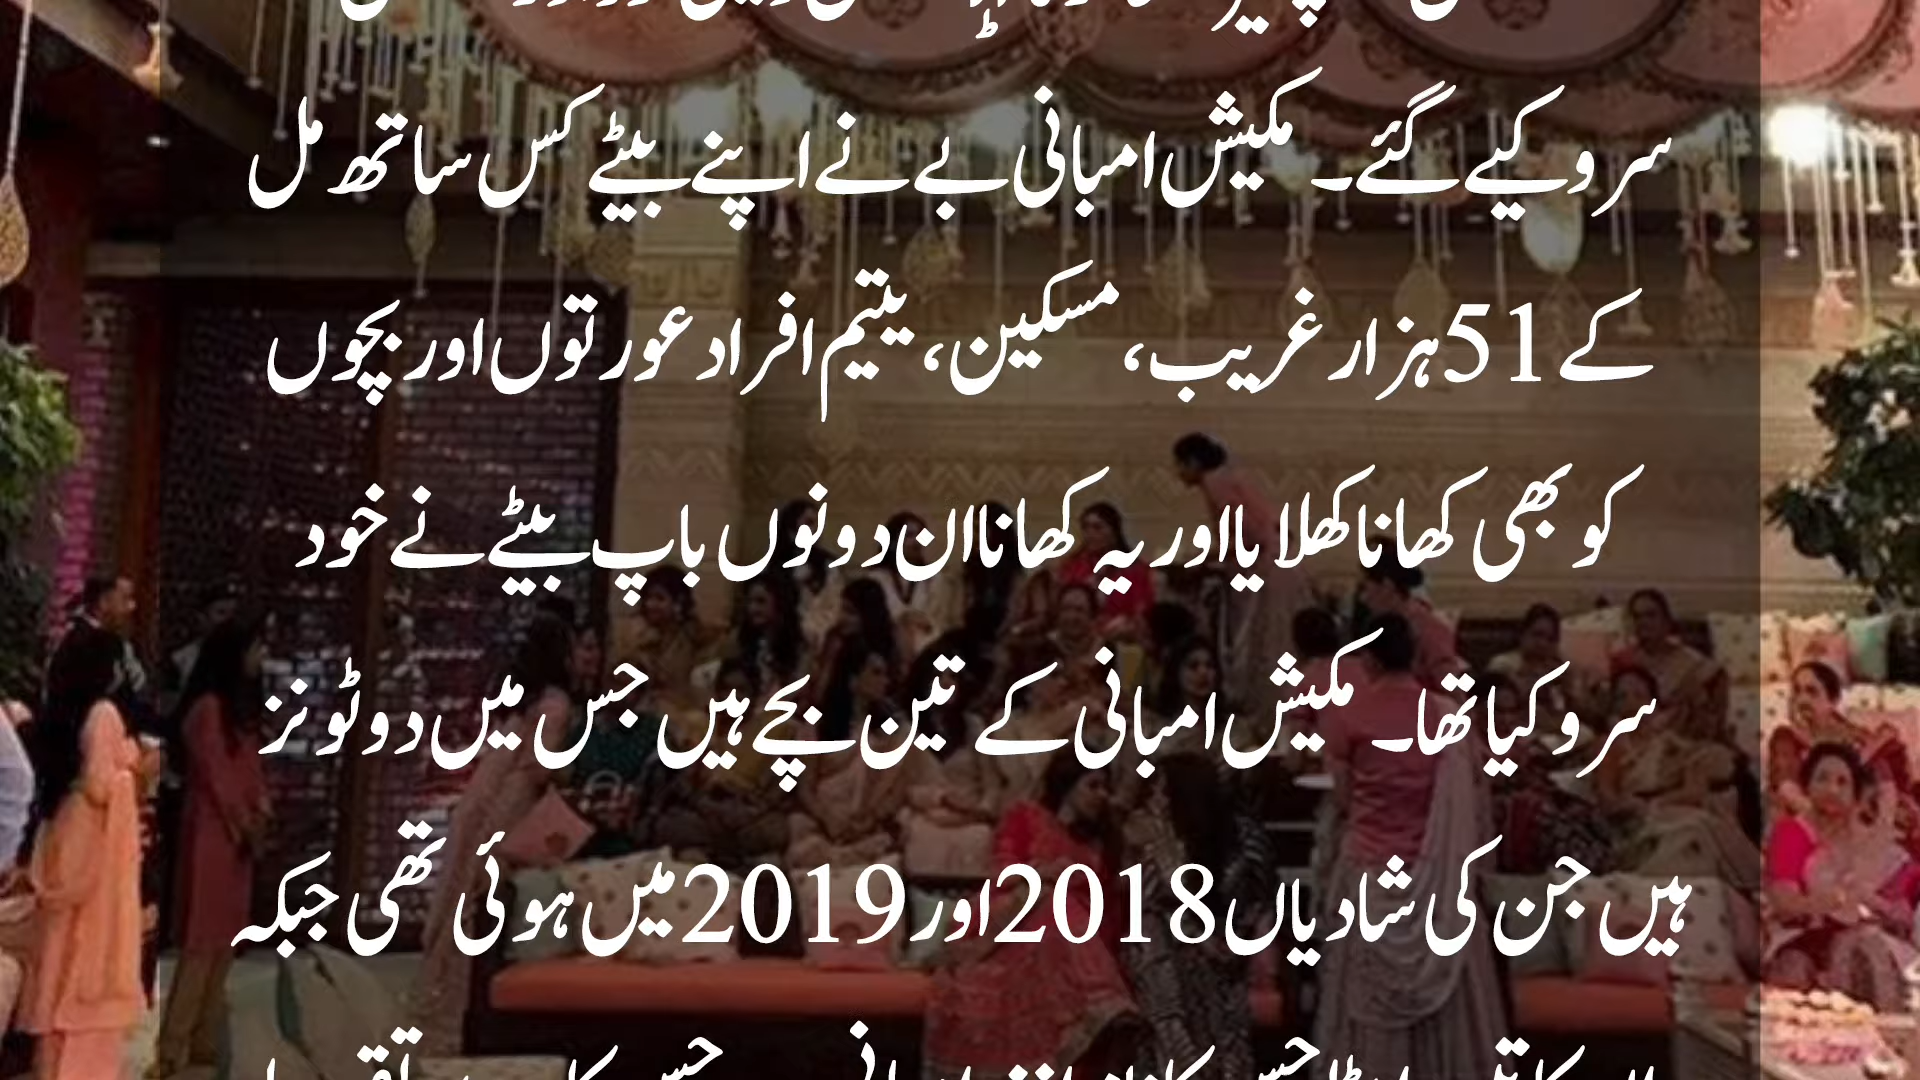 سرو کیے گئے۔ مکیش امبانی بے نے اپنے بیٹے کس ساتھ مل
کے 51 ہزار غریب، مسکین، یتیم افراد عورتوں اور بچوں
کو بھی کھانا کھلایا اور یہ کھانا ان دونوں باپ بیٹے نے خود
سرو کیا تھا۔ مکیش امبانی کے تین بچے ہیں جس میں دو ٹونز
ہیں جن کی شادیاں 2018 اور 2019 میں ہوئی تھی جبکہ